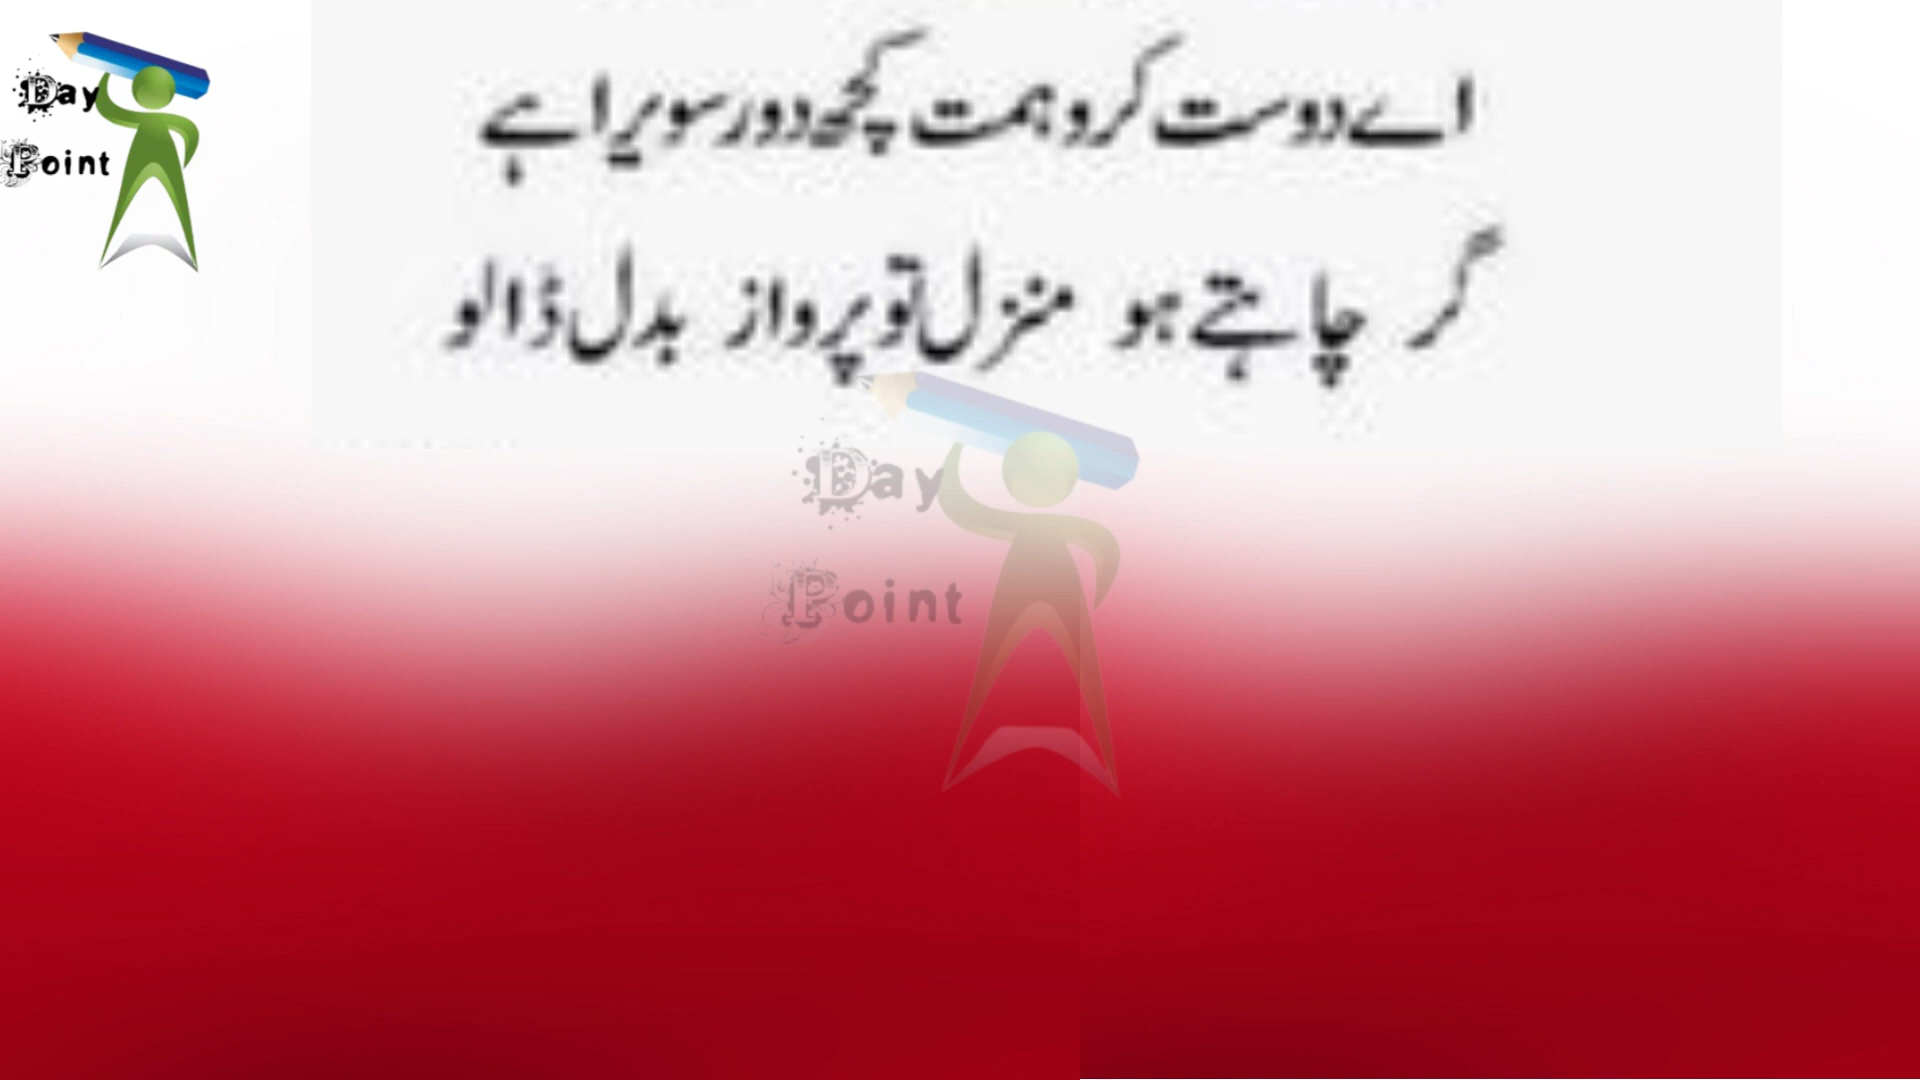 Day
Point
اے دوست کرو ہمت کچھ دور سویرا ہے
گر چاہتے ہو منزل تو پرواز بدل ڈالو
Day
Point